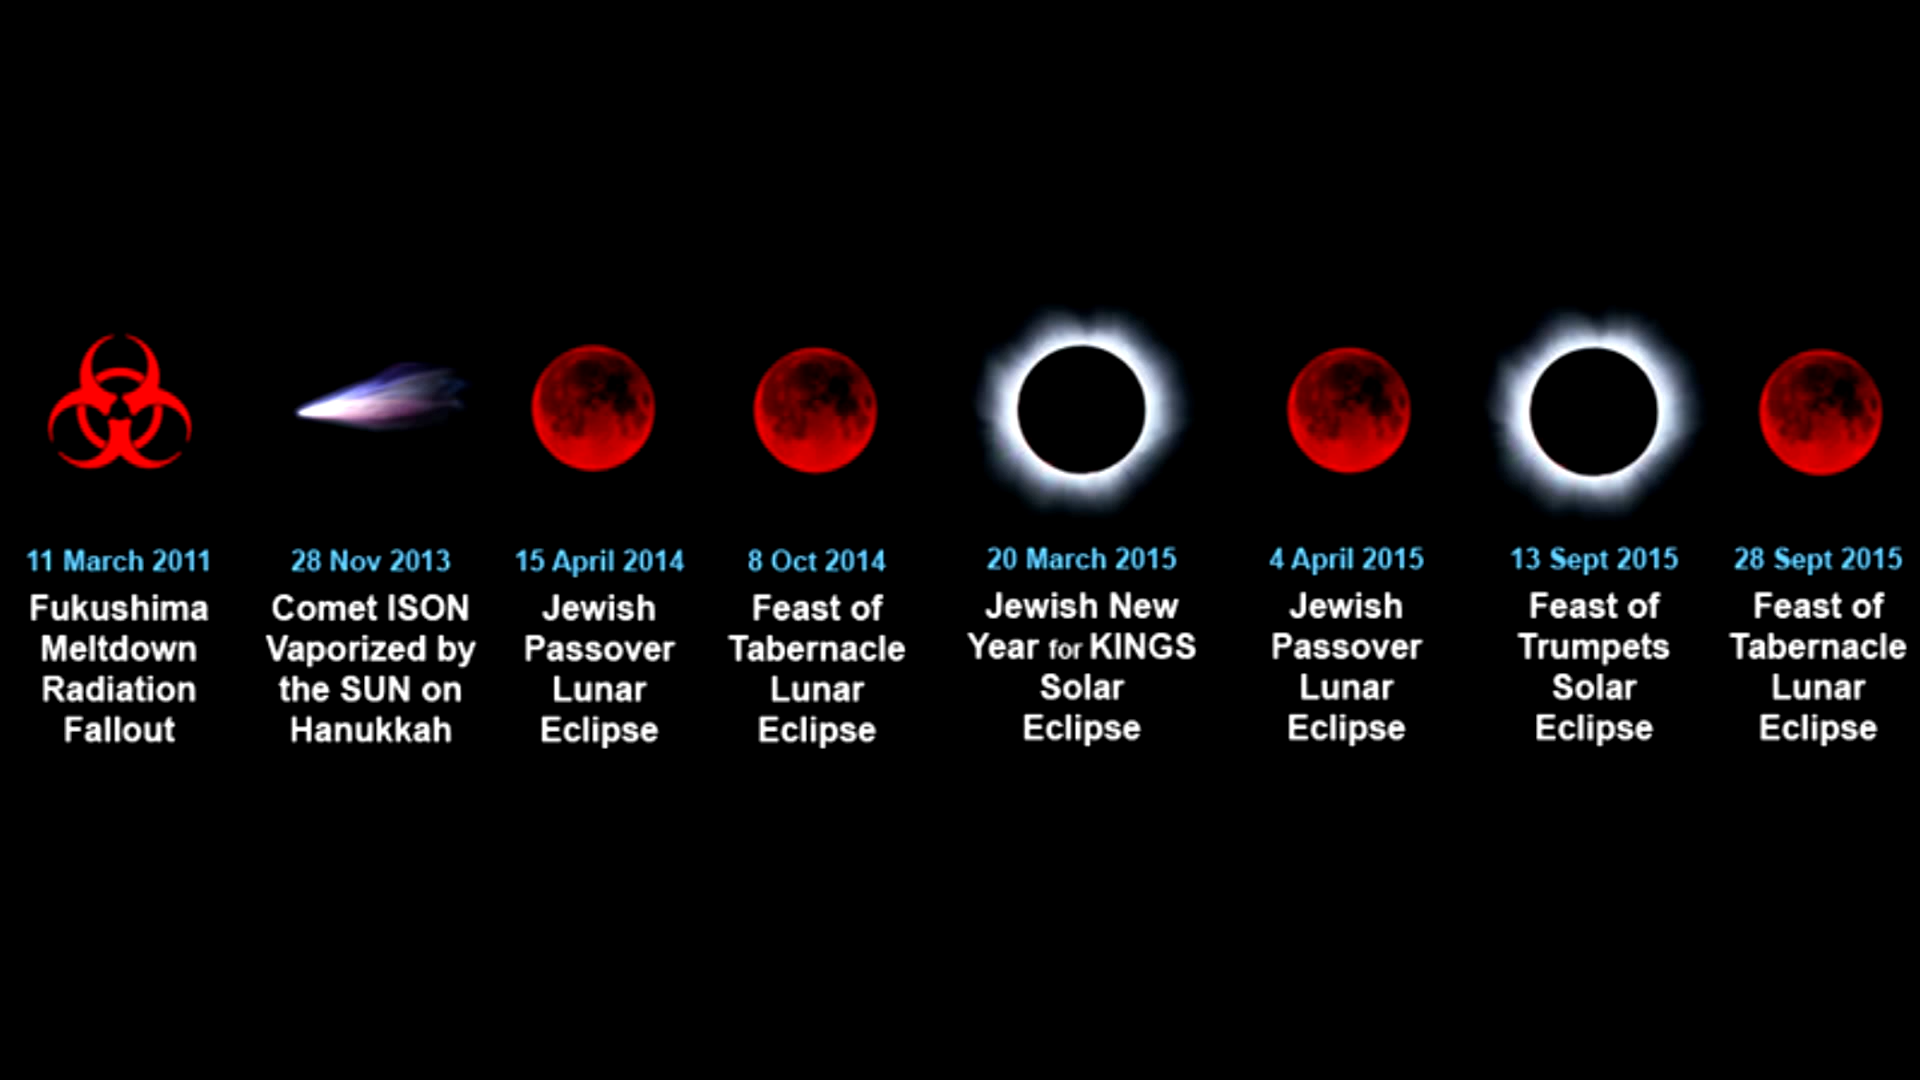 11 March 2011
Fukushima
Meltdown
Radiation
Fallout
28 Nov 2013
Comet ISON
Vaporized by
the SUN on
Hanukkah
15 April 2014
Jewish
Passover
Lunar
Eclipse
8 Oct 2014
Feast of
Tabernacle
Lunar
Eclipse
20 March 2015
Jewish New
Year for KINGS
Solar
Eclipse
4 April 2015
Jewish
Passover
Lunar
Eclipse
13 Sept 2015
Feast of
Trumpets
Solar
Eclipse
28 Sept 2015
Feast of
Tabernacle
Lunar
Eclipse